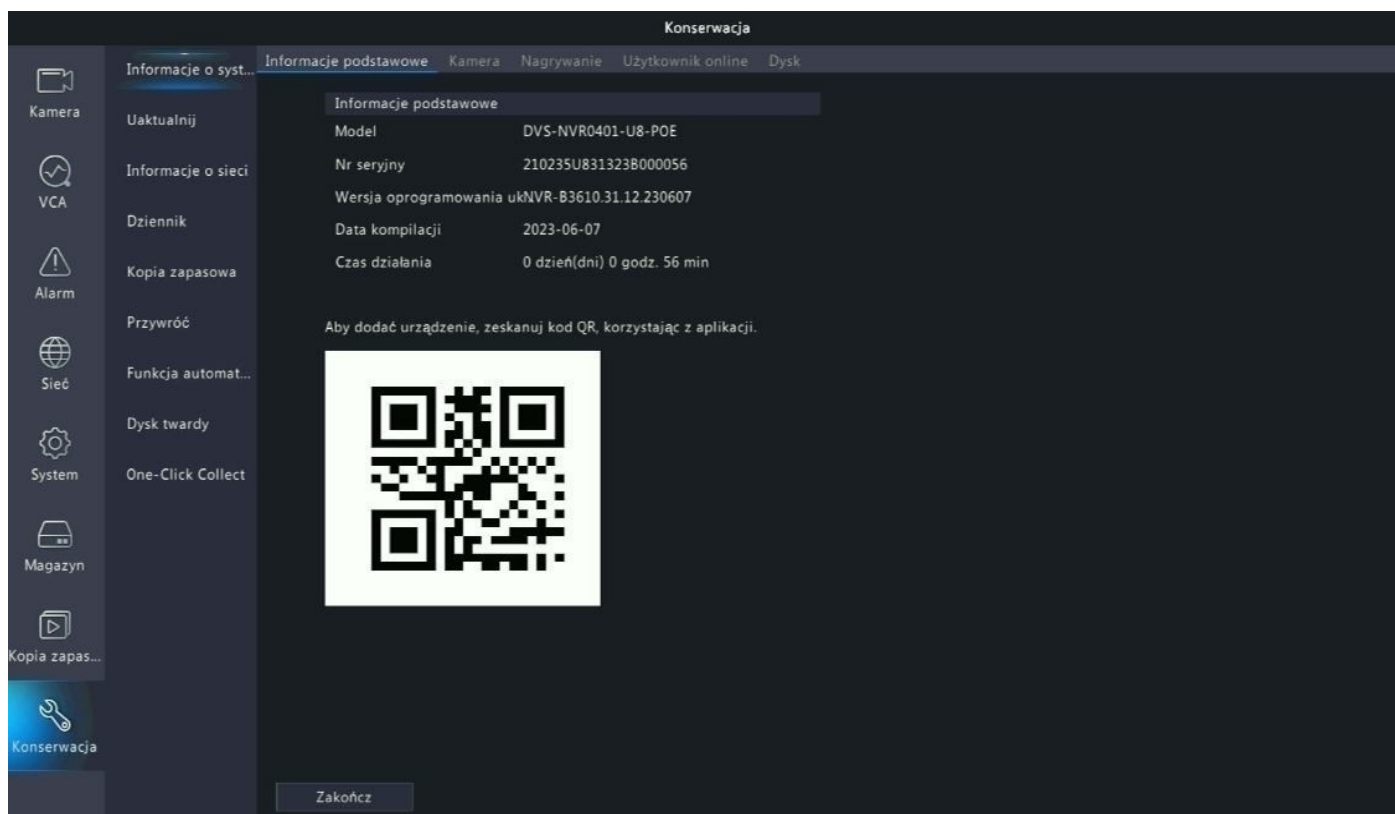 Konserwacja
Kamera
VCA
Alarm
Sieć
System
Magazyn
Kopia zapas...
Konserwacja
Informacje o syst...
Uaktualnij
Informacje o sieci
Dziennik
Kopia zapasowa
Przywróć
Funkcja automat...
Dysk twardy
One-Click Collect
Informacje podstawowe Kamera Nagrywanie Użytkownik online Dysk
Informacje podstawowe
Model DVS-NVR0401-U8-POE
Nr seryjny 210235U831323B000056
Wersja oprogramowania ukNVR-B3610.31.12.230607
Data kompilacji 2023-06-07
Czas działania 0 dzień(dni) 0 godz. 56 min
Aby dodać urządzenie, zeskanuj kod QR, korzystając z aplikacji.
Zakończ